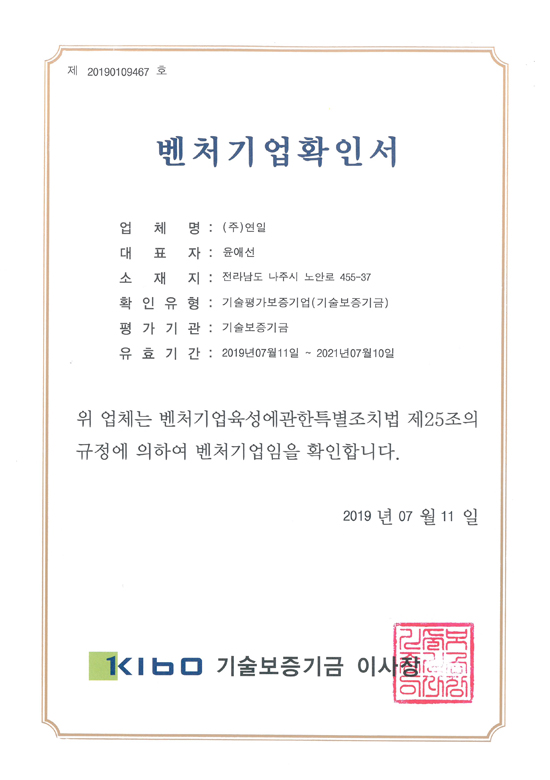 제 20190109467 호
벤처기업확인서
업 체 명 : (주)연일
대 표 자 : 윤애선
소 재 지 : 전라남도 나주시 노안로 455-37
확 인 유 형 : 기술평가보증기업(기술보증기금)
평 가 기 관 : 기술보증기금
유 효 기 간 : 2019년07월11일 ~ 2021년07월10일
위 업체는 벤처기업육성에관한특별조치법 제25조의
규정에 의하여 벤처기업임을 확인합니다.
2019 년 07 월 11 일
KIBO 기술보증기금 이사장